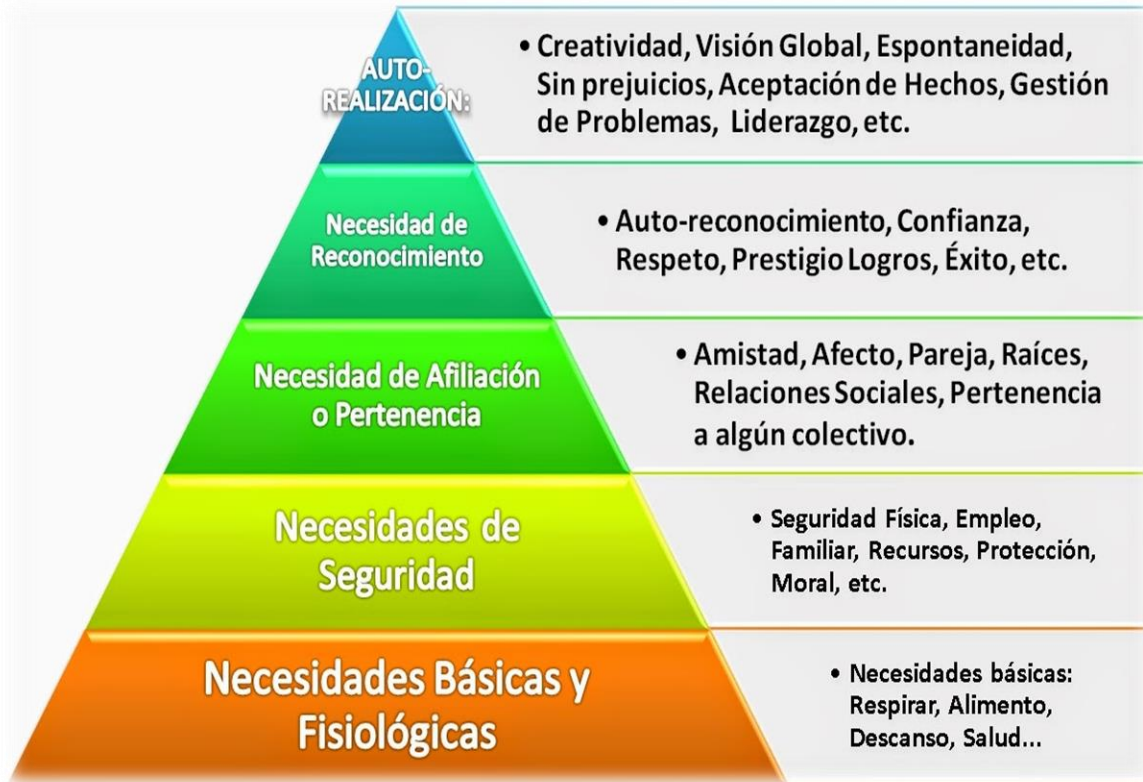 AUTO-
REALIZACIÓN:
• Creatividad, Visión Global, Espontaneidad,
Sin prejuicios, Aceptación de Hechos, Gestión
de Problemas, Liderazgo, etc.
Necesidad de
Reconocimiento
• Auto-reconocimiento, Confianza,
Respeto, Prestigio Logros, Éxito, etc.
Necesidad de Afiliación
o Pertenencia
• Amistad, Afecto, Pareja, Raíces,
Relaciones Sociales, Pertenencia
a algún colectivo.
Necesidades de
Seguridad
• Seguridad Física, Empleo,
Familiar, Recursos, Protección,
Moral, etc.
Necesidades Básicas y
Fisiológicas
• Necesidades básicas:
Respirar, Alimento,
Descanso, Salud...